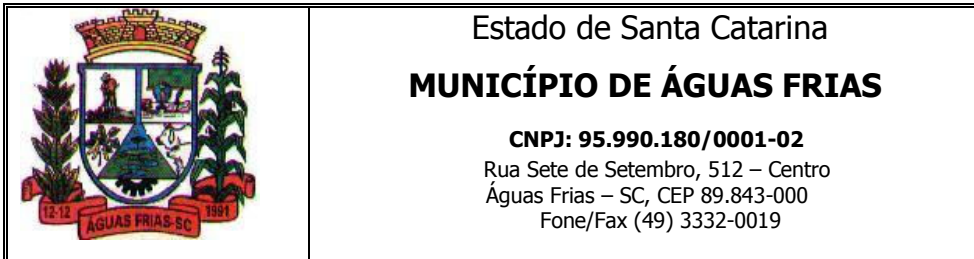 Estado de Santa Catarina
MUNICÍPIO DE ÁGUAS FRIAS
CNPJ: 95.990.180/0001-02
Rua Sete de Setembro, 512 – Centro
Águas Frias – SC, CEP 89.843-000
Fone/Fax (49) 3332-0019
12-12
ÁGUAS FRIAS-SC
1991